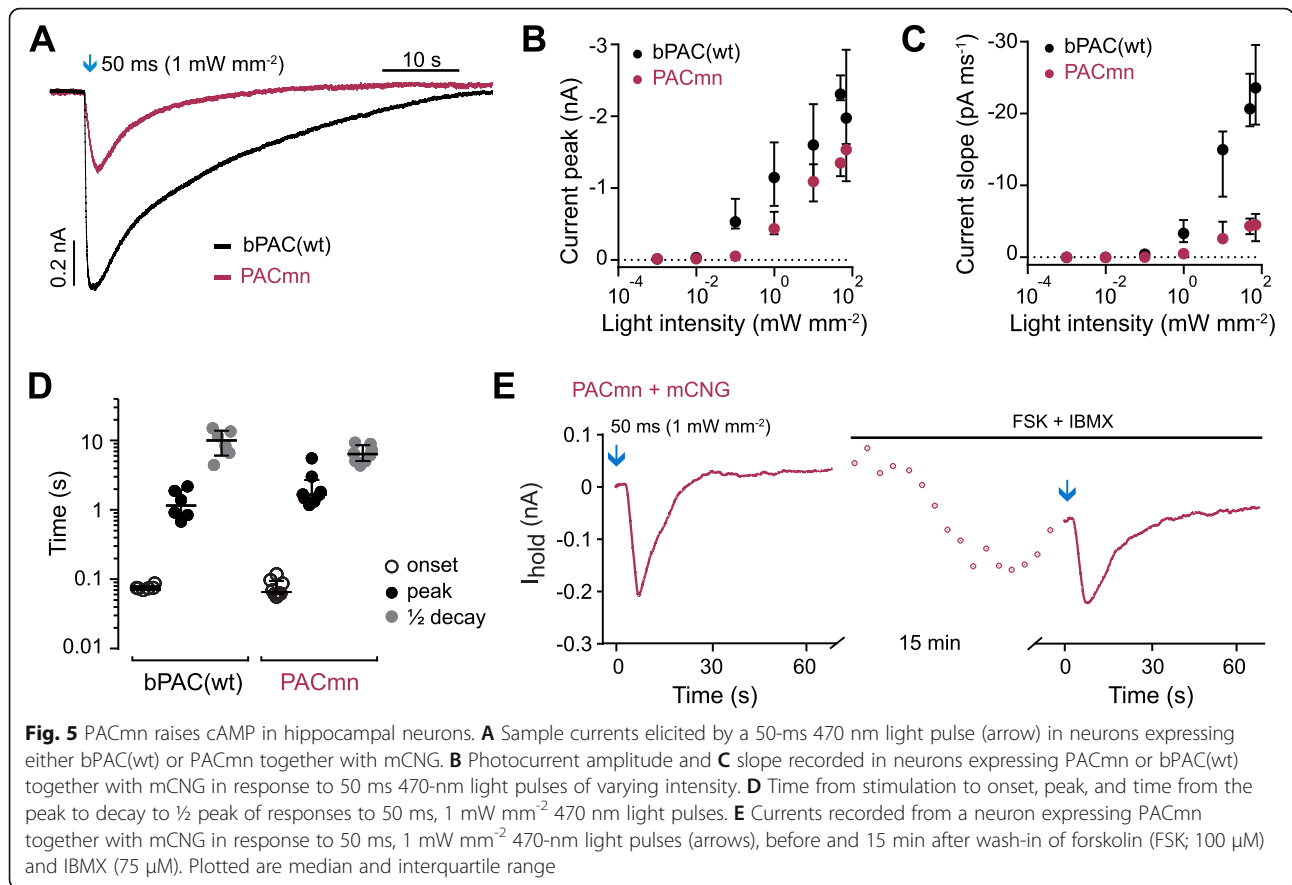 A
50 ms (1 mW mm-2)
10 s
0.2 nA
bPAC(wt)
PACmn
B
bPAC(wt)
PACmn
Current peak (nA)
-3
-2
-1
0
10-4
10-2
100
102
Light intensity (mW mm-2)
C
bPAC(wt)
PACmn
Current slope (pA ms-1)
-30
-20
-10
0
10-4
10-2
100
102
Light intensity (mW mm-2)
D
Time (s)
10
1
0.1
0.01
onset
peak
½ decay
bPAC(wt)
PACmn
E
PACmn + mCNG
50 ms (1 mW mm-2)
FSK + IBMX
Ihold (nA)
0.1
0
-0.1
-0.2
-0.3
0
30
60
Time (s)
15 min
0
30
60
Time (s)
Fig. 5 PACmn raises cAMP in hippocampal neurons. A Sample currents elicited by a 50-ms 470 nm light pulse (arrow) in neurons expressing
either bPAC(wt) or PACmn together with mCNG. B Photocurrent amplitude and C slope recorded in neurons expressing PACmn or bPAC(wt)
together with mCNG in response to 50 ms 470-nm light pulses of varying intensity. D Time from stimulation to onset, peak, and time from the
peak to decay to ½ peak of responses to 50 ms, 1 mW mm-2 470 nm light pulses. E Currents recorded from a neuron expressing PACmn
together with mCNG in response to 50 ms, 1 mW mm-2 470-nm light pulses (arrows), before and 15 min after wash-in of forskolin (FSK; 100 μM)
and IBMX (75 μM). Plotted are median and interquartile range